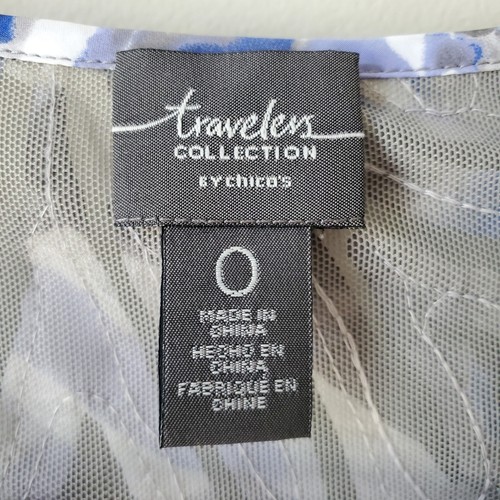 travelers
COLLECTION
BY chico's
0
MADE IN
CHINA
HECHO EN
CHINA
FABRIQUÉ EN
CHINE